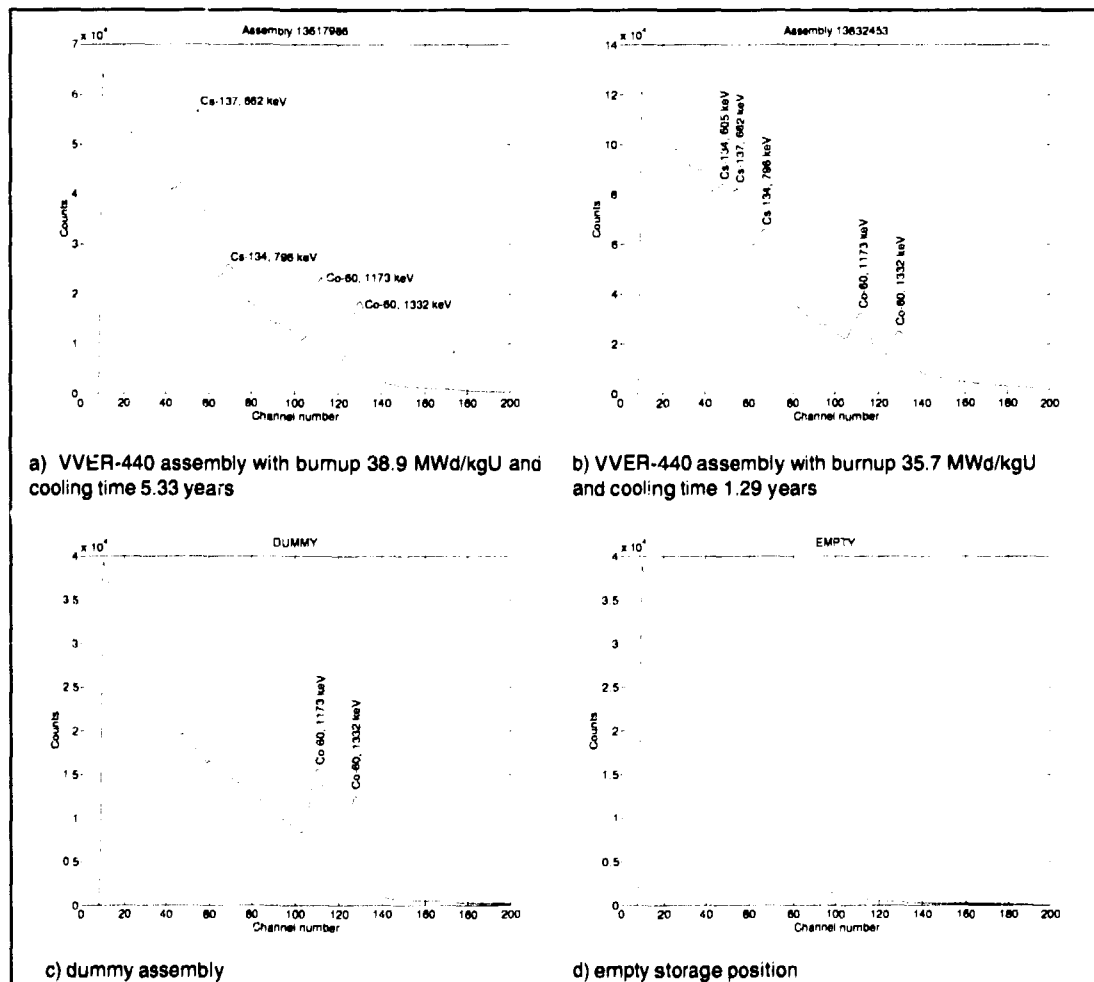 Assembly 13617986
x 10⁴
7
6
5
4
3
2
1
0
Counts
Cs-137, 662 keV
Cs-134, 796 keV
Co-60, 1173 keV
Co-60, 1332 keV
0 20 40 60 80 100 120 140 160 180 200
Channel number
a) VVER-440 assembly with burnup 38.9 MWd/kgU and
cooling time 5.33 years
Assembly 13632453
x 10⁴
14
12
10
8
6
4
2
0
Counts
Cs 134, 605 keV
Cs-137, 662 keV
Cs 134, 796 keV
Co-60, 1173 keV
Co-60, 1332 keV
0 20 40 60 80 100 120 140 160 180 200
Channel number
b) VVER-440 assembly with burnup 35.7 MWd/kgU
and cooling time 1.29 years
DUMMY
x 10⁴
4
3.5
3
2.5
2
1.5
1
0.5
0
Counts
Co 60, 1173 keV
Co-60, 1332 keV
0 20 40 60 80 100 120 140 160 180 200
Channel number
c) dummy assembly
EMPTY
x 10⁴
4
3.5
3
2.5
2
1.5
1
0.5
0
Counts
0 20 40 60 80 100 120 140 160 180 200
Channel number
d) empty storage position